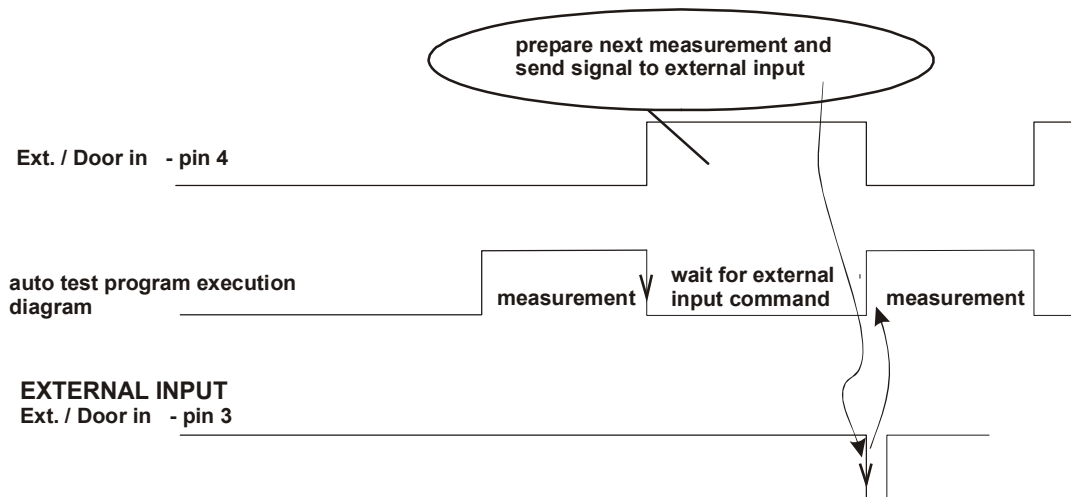 prepare next measurement and
send signal to external input
Ext. / Door in - pin 4
auto test program execution
diagram
measurement
wait for external
input command
measurement
EXTERNAL INPUT
Ext. / Door in - pin 3